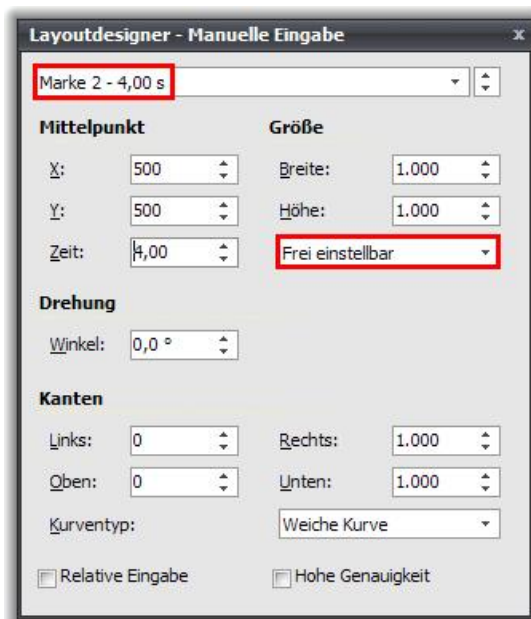 Layoutdesigner - Manuelle Eingabe x
Marke 2 - 4,00 s
Mittelpunkt Größe
X: 500 Breite: 1.000
Y: 500 Höhe: 1.000
Zeit: 4,00 Frei einstellbar
Drehung
Winkel: 0,0 °
Kanten
Links: 0 Rechts: 1.000
Oben: 0 Unten: 1.000
Kurventyp: Weiche Kurve
Relative Eingabe Hohe Genauigkeit